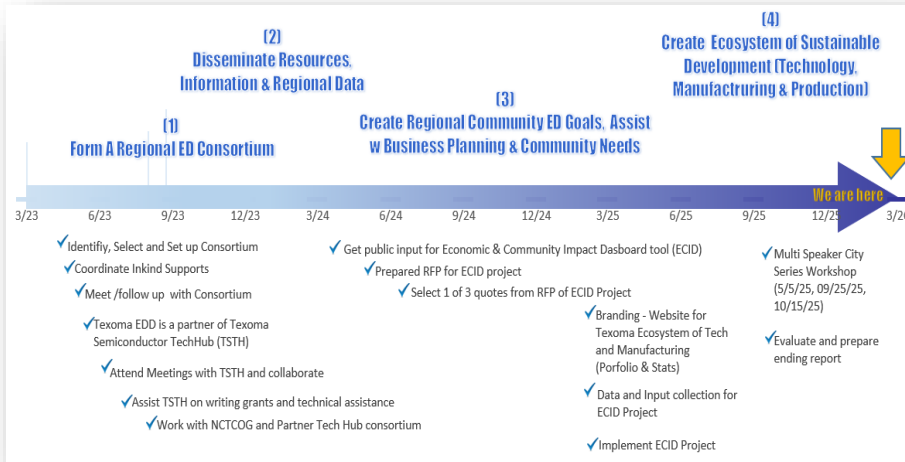 (1)
Form A Regional ED Consortium
(2)
Disseminate Resources,
Information & Regional Data
(3)
Create Regional Community ED Goals, Assist
w Business Planning & Community Needs
(4)
Create Ecosystem of Sustainable
Development (Technology,
Manufactruring & Production)
We are here
3/23 6/23 9/23 12/23 3/24 6/24 9/24 12/24 3/25 6/25 9/25 12/25 3/26
Identifiy, Select and Set up Consortium
Coordinate Inkind Supports
Meet /follow up with Consortium
Texoma EDD is a partner of Texoma
Semiconductor TechHub (TSTH)
Attend Meetings with TSTH and collaborate
Assist TSTH on writing grants and technical assistance
Work with NCTCOG and Partner Tech Hub consortium
Get public input for Economic & Community Impact Dasboard tool (ECID)
Prepared RFP for ECID project
Select 1 of 3 quotes from RFP of ECID Project
Branding - Website for
Texoma Ecosystem of Tech
and Manufacturing
(Porfolio & Stats)
Data and Input collection for
ECID Project
Implement ECID Project
Multi Speaker City
Series Workshop
(5/5/25, 09/25/25,
10/15/25)
Evaluate and prepare
ending report